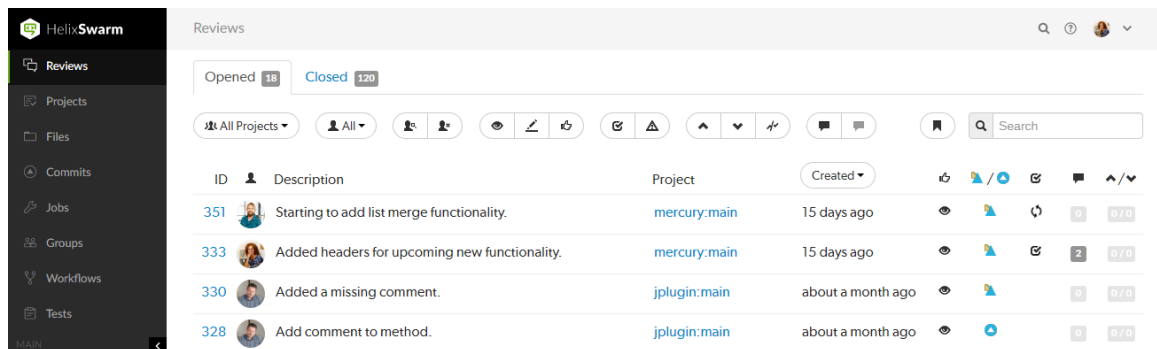 HelixSwarm
Reviews
Projects
Files
Commits
Jobs
Groups
Workflows
Tests
MAIN
Reviews
Opened 18 Closed 120
All Projects All Search
ID Description Project Created /  /
351 Starting to add list merge functionality. mercury:main 15 days ago 0 0/0
333 Added headers for upcoming new functionality. mercury:main 15 days ago 2 0/0
330 Added a missing comment. jplugin:main about a month ago 0 0/0
328 Add comment to method. jplugin:main about a month ago 0 0/0